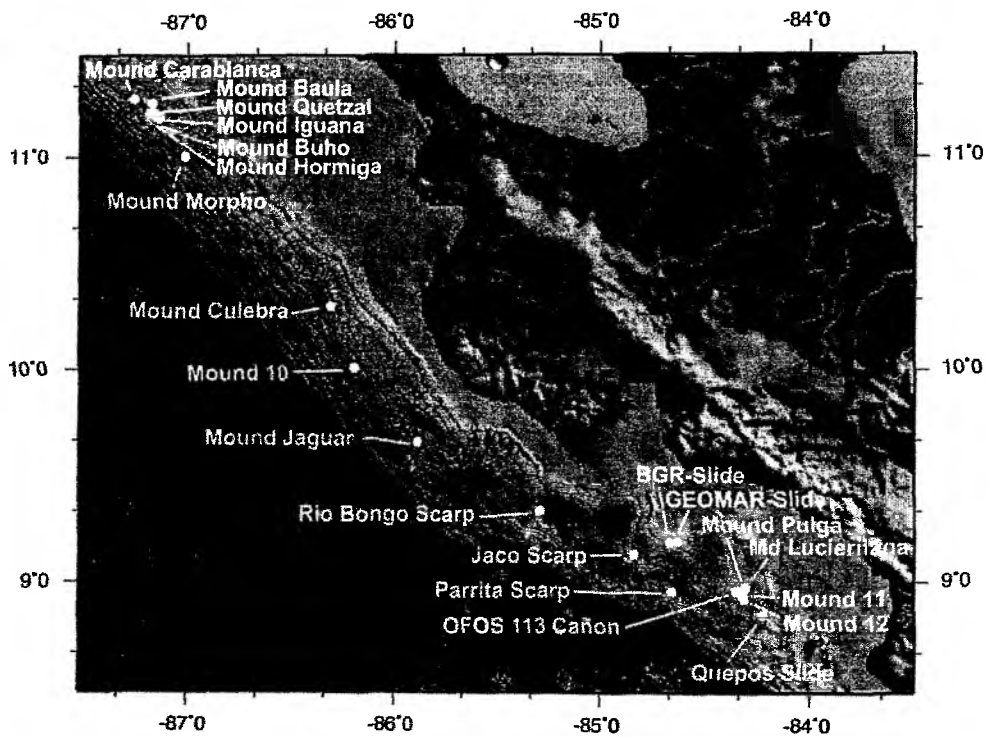 -87°0
-86°0
-85°0
-84°0
Mound Carablanca
Mound Baula
Mound Quetzal
Mound Iguana
Mound Buho
Mound Hormiga
11°0
11°0
Mound Morpho
Mound Culebra
10°0
10°0
Mound 10
Mound Jaguar
BGR-Slide
GEOMAR-Slide
Rio Bongo Scarp
Mound Pulga
Jaco Scarp
Md Luciernaga
9°0
9°0
Parrita Scarp
Mound 11
OFOS 113 Cañon
Mound 12
Quepos Slide
-87°0
-86°0
-85°0
-84°0